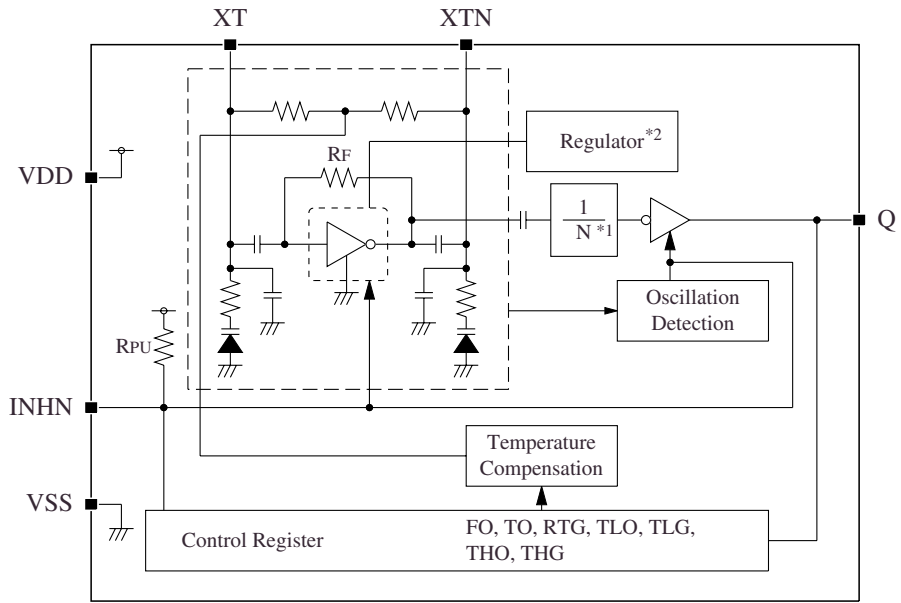 XT
XTN
Regulator*2
RF
VDD
1
N *1
Q
Oscillation
Detection
RPU
INHN
Temperature
Compensation
VSS
Control Register
FO, TO, RTG, TLO, TLG,
THO, THG